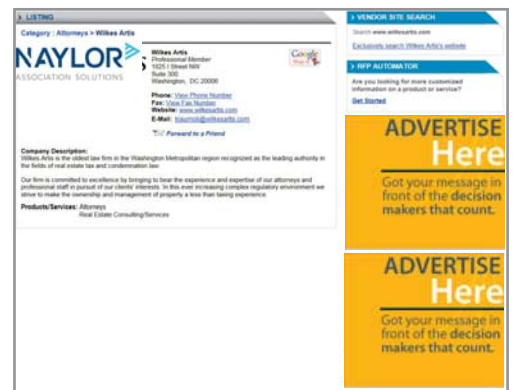 LISTING
Category : Attorneys > Wilkes Artis
NAYLOR
ASSOCIATION SOLUTIONS
Wilkes Artis
Professional Member
1825 I Street NW
Suite 300
Washington, DC 20006
Phone: View Phone Number
Fax: View Fax Number
Website: www.wilkesartis.com
Forward to a Friend
Google
Company Description:
Wilkes Artis is the oldest law firm in the Washington Metropolitan region recognized as the leading authority in
the fields of real estate tax and condemnation law.
Our firm is committed to excellence by bringing to bear the experience and expertise of our attorneys and
professional staff in pursuit of our clients' interests. In this ever increasing complex regulatory environment we
strive to make the ownership and management of property a less than taxing experience.
Products/Services: Attorneys
Real Estate Consulting/Services
VENDOR SITE SEARCH
Search www.wilkesartis.com
Exclusively search Wilkes Artis's website
RFP AUTOMATOR
Are you looking for more customized
information on a product or service?
Get Started
ADVERTISE
Here
Got your message in
front of the decision
makers that count.
ADVERTISE
Here
Got your message in
front of the decision
makers that count.